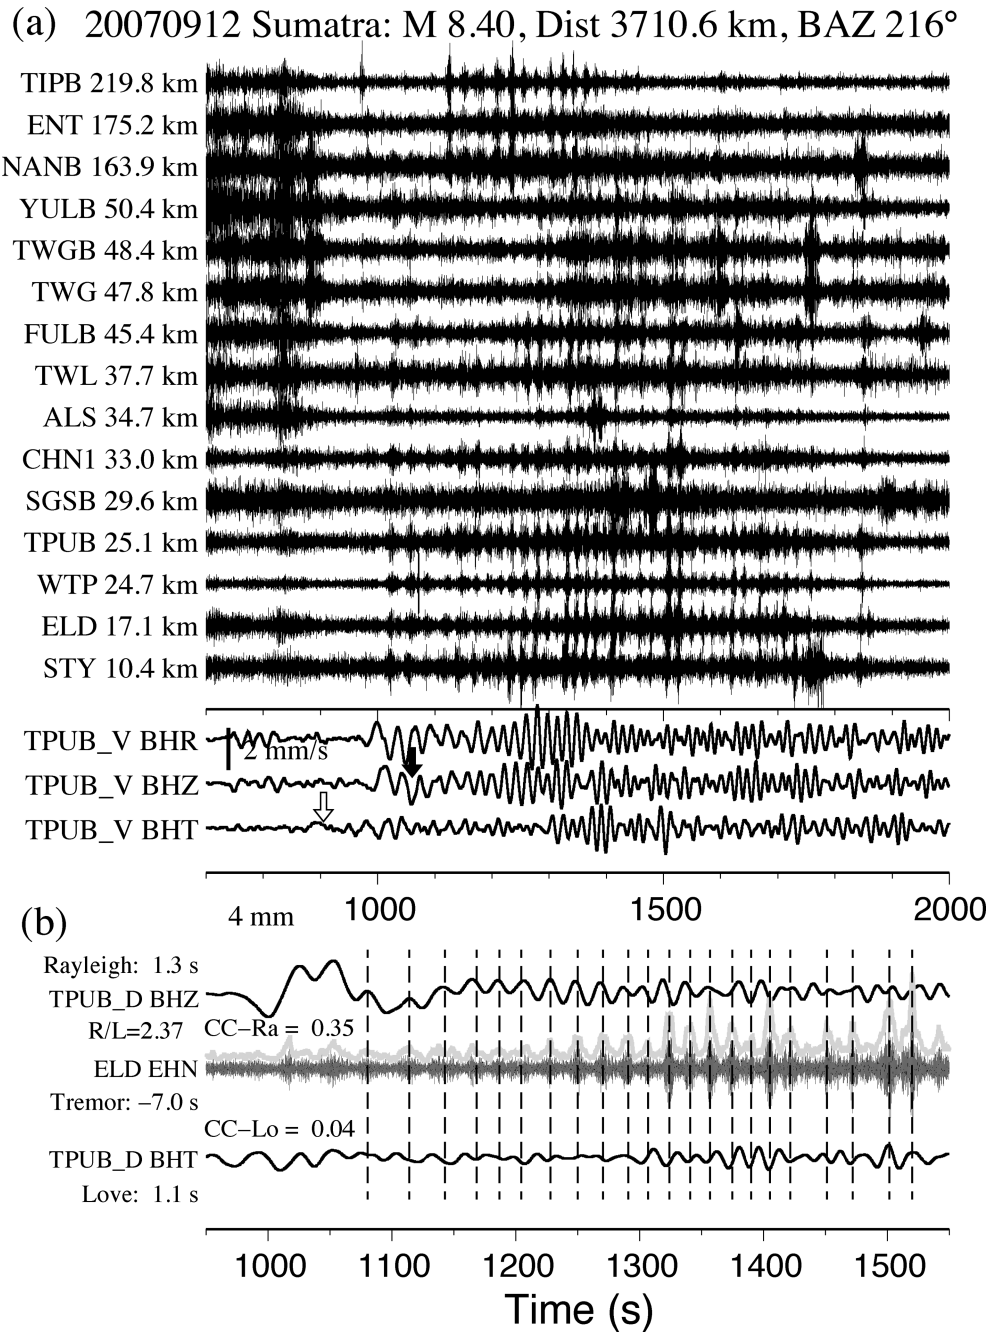 (a) 20070912 Sumatra: M 8.40, Dist 3710.6 km, BAZ 216°
TIPB 219.8 km
ENT 175.2 km
NANB 163.9 km
YULB 50.4 km
TWGB 48.4 km
TWG 47.8 km
FULB 45.4 km
TWL 37.7 km
ALS 34.7 km
CHN1 33.0 km
SGSB 29.6 km
TPUB 25.1 km
WTP 24.7 km
ELD 17.1 km
STY 10.4 km
TPUB_V BHR
2 mm/s
TPUB_V BHZ
TPUB_V BHT
1000 1500 2000
(b) 4 mm
Rayleigh: 1.3 s
TPUB_D BHZ
R/L=2.37 CC−Ra = 0.35
ELD EHN
Tremor: −7.0 s
CC−Lo = 0.04
TPUB_D BHT
Love: 1.1 s
1000 1100 1200 1300 1400 1500
Time (s)